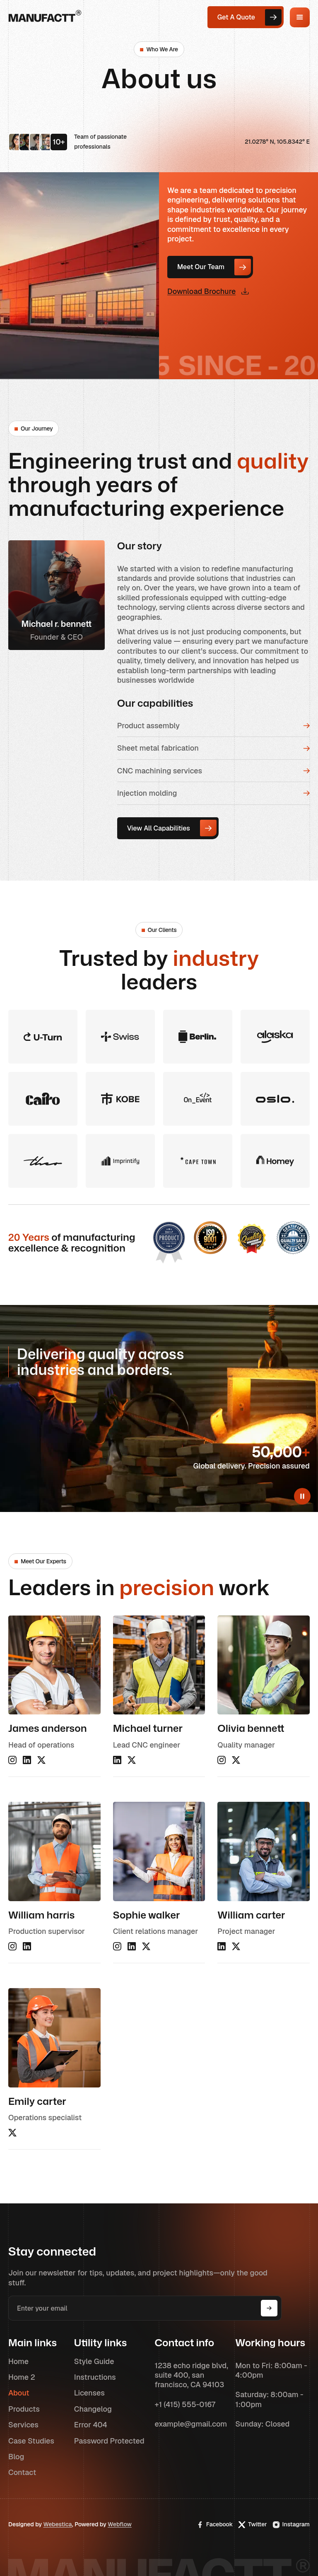 MANUFACTT®
Get A Quote
Who We Are
About us
10+
Team of passionate
professionals
21.0278° N, 105.8342° E
We are a team dedicated to precision
engineering, delivering solutions that
shape industries worldwide. Our journey
is defined by trust, quality, and a
commitment to excellence in every
project.
Meet Our Team
Download Brochure
5 SINCE - 20
Our Journey
Engineering trust and quality
through years of
manufacturing experience
Michael r. bennett
Founder & CEO
Our story
We started with a vision to redefine manufacturing
standards and provide solutions that industries can
rely on. Over the years, we have grown into a team of
skilled professionals equipped with cutting-edge
technology, serving clients across diverse sectors and
geographies.
What drives us is not just producing components, but
delivering value — ensuring every part we manufacture
contributes to our client's success. Our commitment to
quality, timely delivery, and innovation has helped us
establish long-term partnerships with leading
businesses worldwide
Our capabilities
Product assembly
Sheet metal fabrication
CNC machining services
Injection molding
View All Capabilities
Our Clients
Trusted by industry
leaders
U-Turn
Swiss
Berlin.
alaska
Cairo
KOBE
On_Event
oslo.
theo
Imprintify
CAPE TOWN
Homey
20 Years of manufacturing
excellence & recognition
PRODUCT
Delivering quality across
industries and borders.
50,000+
Global delivery. Precision assured
Meet Our Experts
Leaders in precision work
James anderson
Head of operations
Michael turner
Lead CNC engineer
Olivia bennett
Quality manager
William harris
Production supervisor
Sophie walker
Client relations manager
William carter
Project manager
Emily carter
Operations specialist
Stay connected
Join our newsletter for tips, updates, and project highlights—only the good
stuff.
Enter your email
Main links
Home
Home 2
About
Products
Services
Case Studies
Blog
Contact
Utility links
Style Guide
Instructions
Licenses
Changelog
Error 404
Password Protected
Contact info
1238 echo ridge blvd,
suite 400, san
francisco, CA 94103
+1 (415) 555-0167
example@gmail.com
Working hours
Mon to Fri: 8:00am -
4:00pm
Saturday: 8:00am -
1:00pm
Sunday: Closed
Designed by Webestica, Powered by Webflow
Facebook
Twitter
Instagram
MANUFACTT®